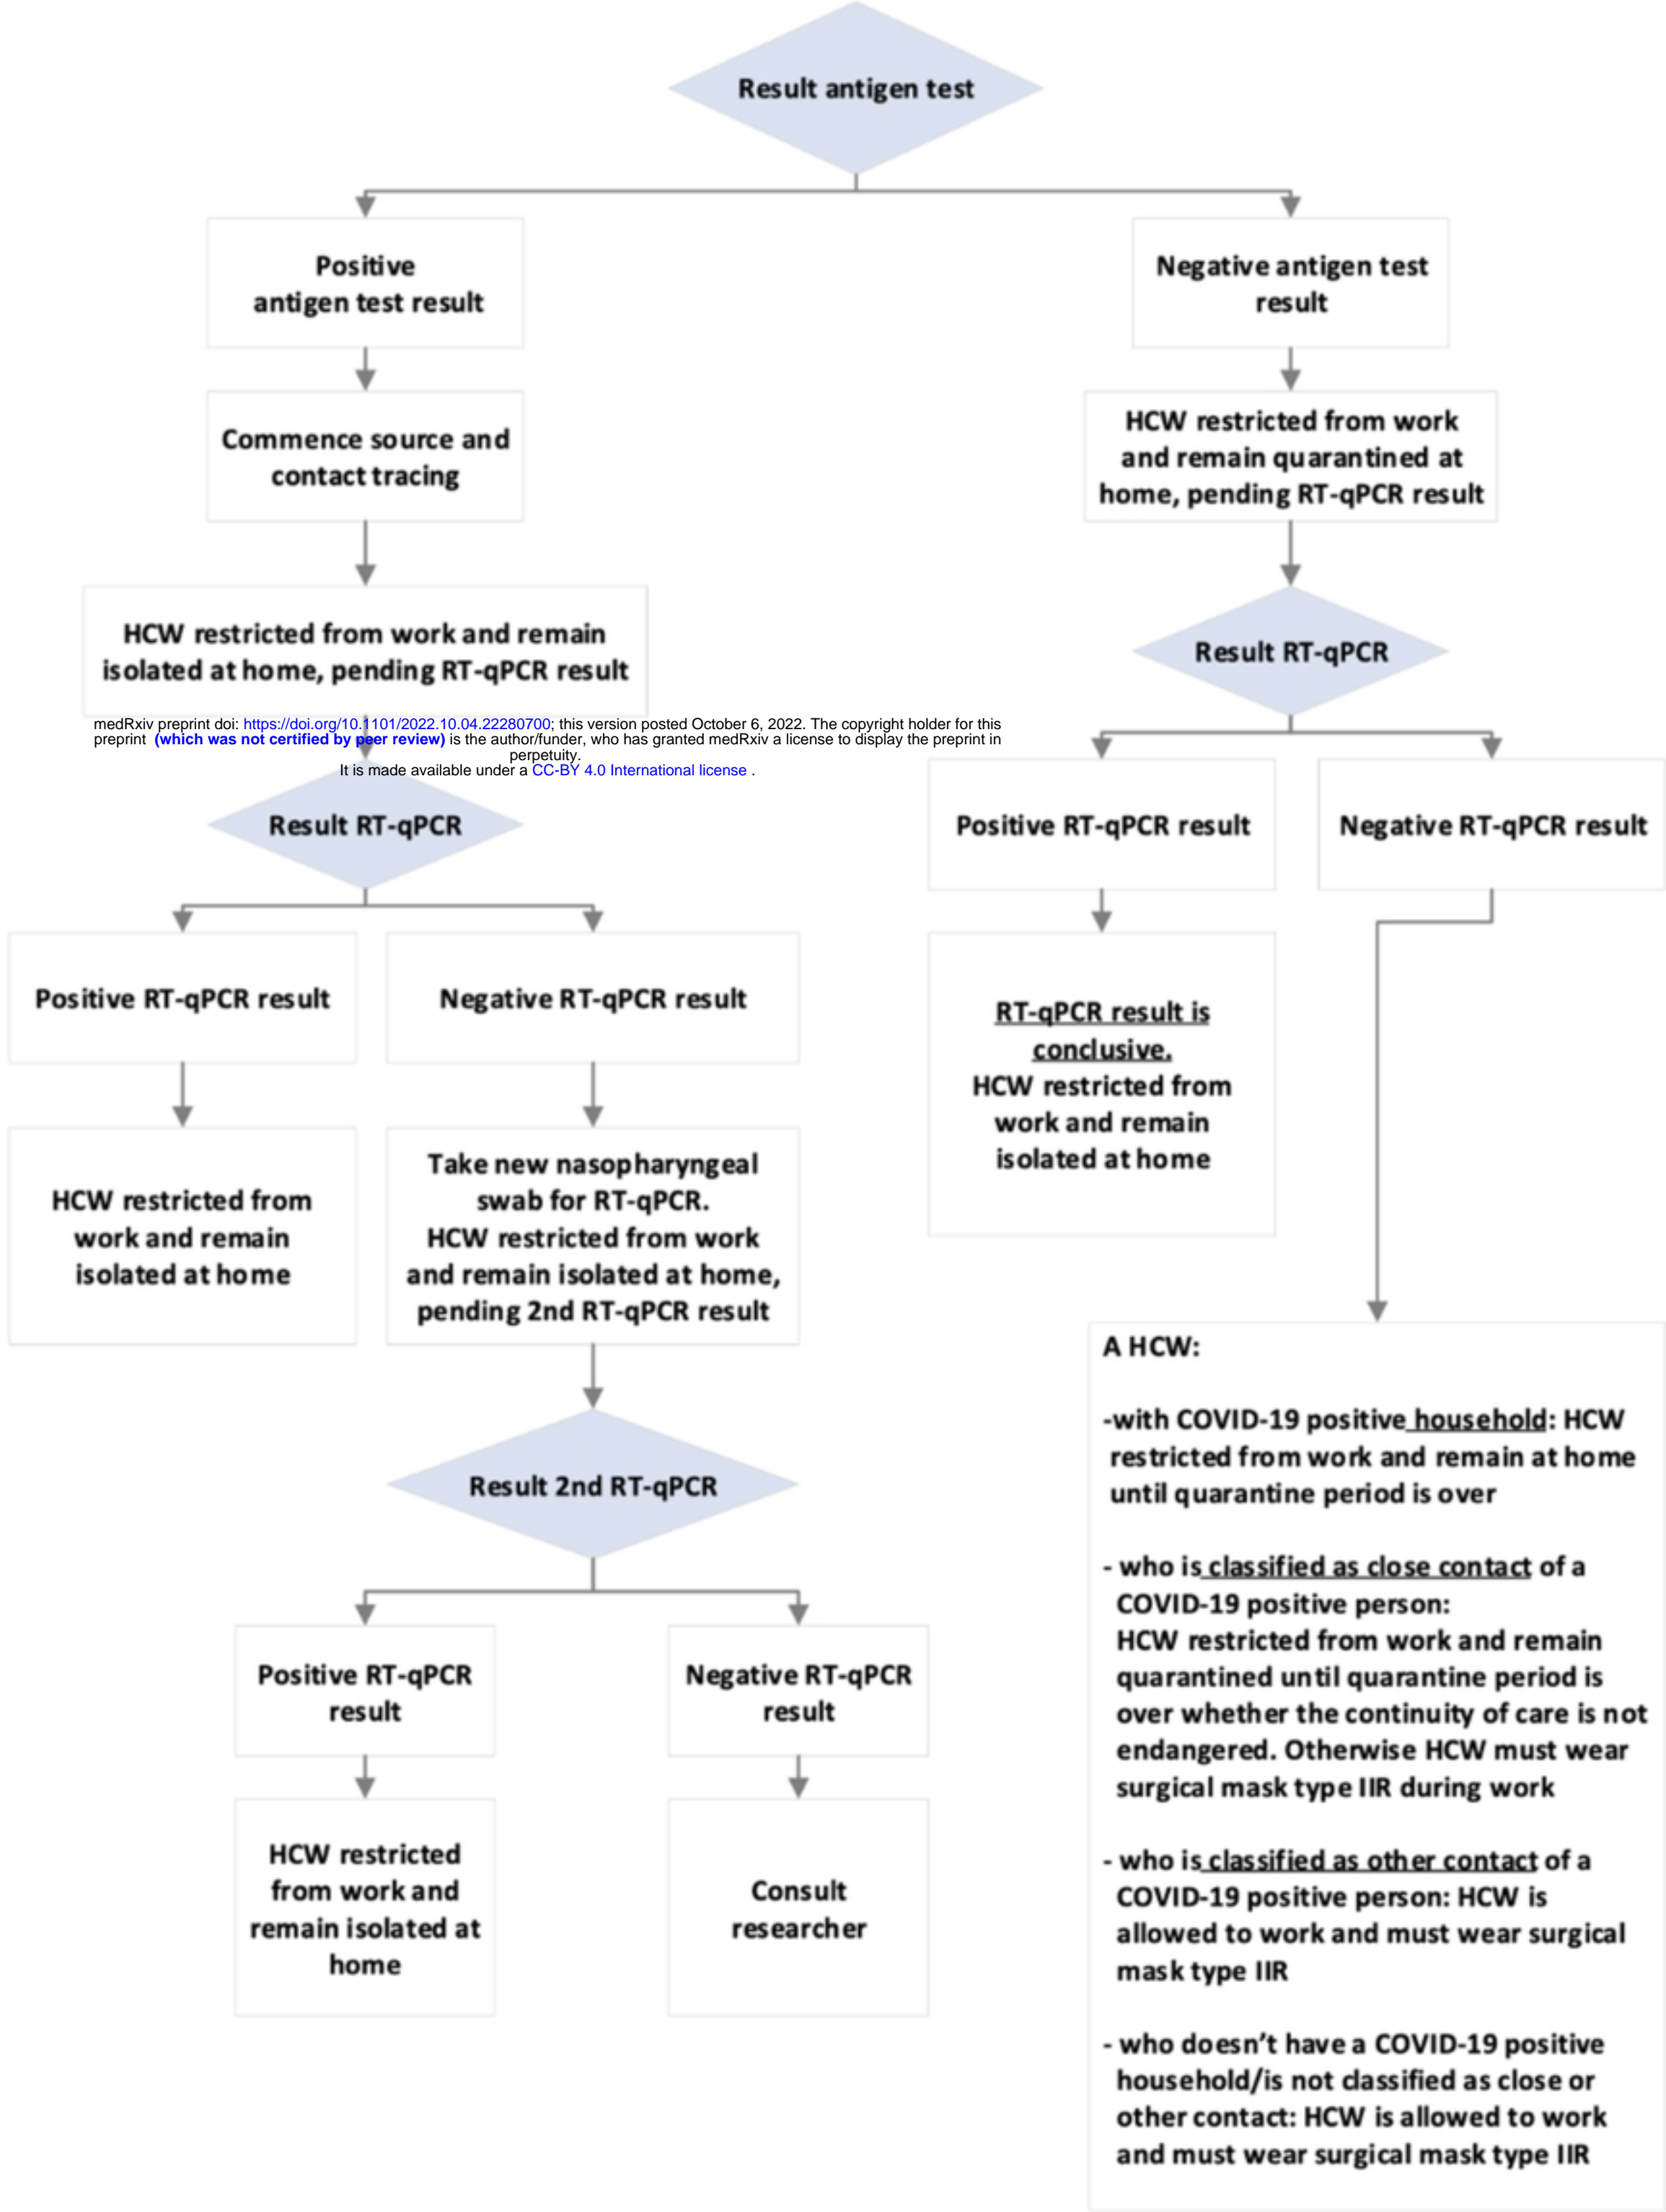 Result antigen test
Positive
antigen test result
Negative antigen test
result
Commence source and
contact tracing
HCW restricted from work
and remain quarantined at
home, pending RT-qPCR result
HCW restricted from work and remain
isolated at home, pending RT-qPCR result
Result RT-qPCR
medRxiv preprint doi: https://doi.org/10.1101/2022.10.04.22280700; this version posted October 6, 2022. The copyright holder for this
preprint (which was not certified by peer review) is the author/funder, who has granted medRxiv a license to display the preprint in
perpetuity.
It is made available under a CC-BY 4.0 International license .
Result RT-qPCR
Positive RT-qPCR result
Negative RT-qPCR result
Positive RT-qPCR result
Negative RT-qPCR result
RT-qPCR result is
conclusive.
HCW restricted from
work and remain
isolated at home
HCW restricted from
work and remain
isolated at home
Take new nasopharyngeal
swab for RT-qPCR.
HCW restricted from work
and remain isolated at home,
pending 2nd RT-qPCR result
Result 2nd RT-qPCR
Positive RT-qPCR
result
Negative RT-qPCR
result
HCW restricted
from work and
remain isolated at
home
Consult
researcher
A HCW:
-with COVID-19 positive household: HCW
restricted from work and remain at home
until quarantine period is over
- who is classified as close contact of a
COVID-19 positive person:
HCW restricted from work and remain
quarantined until quarantine period is
over whether the continuity of care is not
endangered. Otherwise HCW must wear
surgical mask type IIR during work
- who is classified as other contact of a
COVID-19 positive person: HCW is
allowed to work and must wear surgical
mask type IIR
- who doesn't have a COVID-19 positive
household/is not classified as close or
other contact: HCW is allowed to work
and must wear surgical mask type IIR